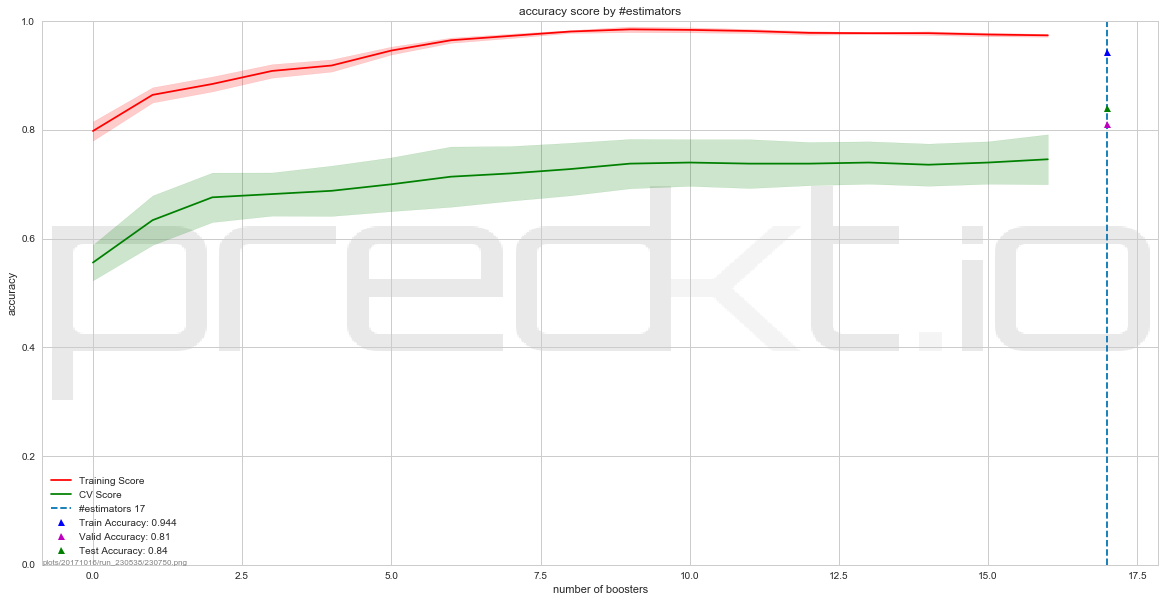 accuracy score by #estimators
1.0
0.8
0.6
0.4
0.2
0.0
accuracy
predkt.io
Training Score
CV Score
#estimators 17
Train Accuracy: 0.944
Valid Accuracy: 0.81
Test Accuracy: 0.84
plots/20171016/run_230538/230750.png
0.0 2.5 5.0 7.5 10.0 12.5 15.0 17.5
number of boosters